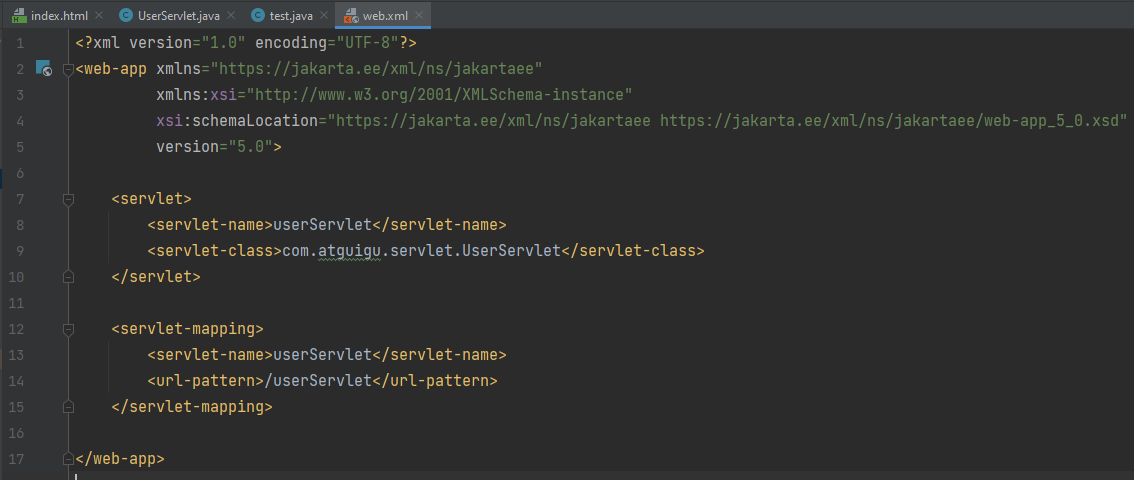 index.html UserServlet.java test.java web.xml
1 <?xml version="1.0" encoding="UTF-8"?>
2 <web-app xmlns="https://jakarta.ee/xml/ns/jakartaee"
3 xmlns:xsi="http://www.w3.org/2001/XMLSchema-instance"
4 xsi:schemaLocation="https://jakarta.ee/xml/ns/jakartaee https://jakarta.ee/xml/ns/jakartaee/web-app_5_0.xsd"
5 version="5.0">
6
7 <servlet>
8 <servlet-name>userServlet</servlet-name>
9 <servlet-class>com.atguigu.servlet.UserServlet</servlet-class>
10 </servlet>
11
12 <servlet-mapping>
13 <servlet-name>userServlet</servlet-name>
14 <url-pattern>/userServlet</url-pattern>
15 </servlet-mapping>
16
17 </web-app>